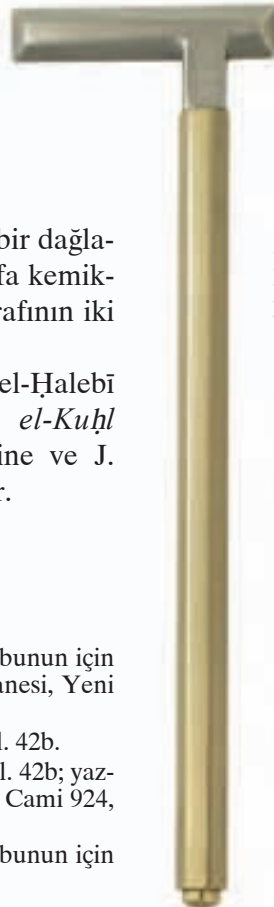 bir dağla-
fa kemik-
rafının iki
el-Ḥalebī
el-Kuḥl
ine ve J.
r.
bunun için
anesi, Yeni
l. 42b.
l. 42b; yaz-
Cami 924,
bunun için